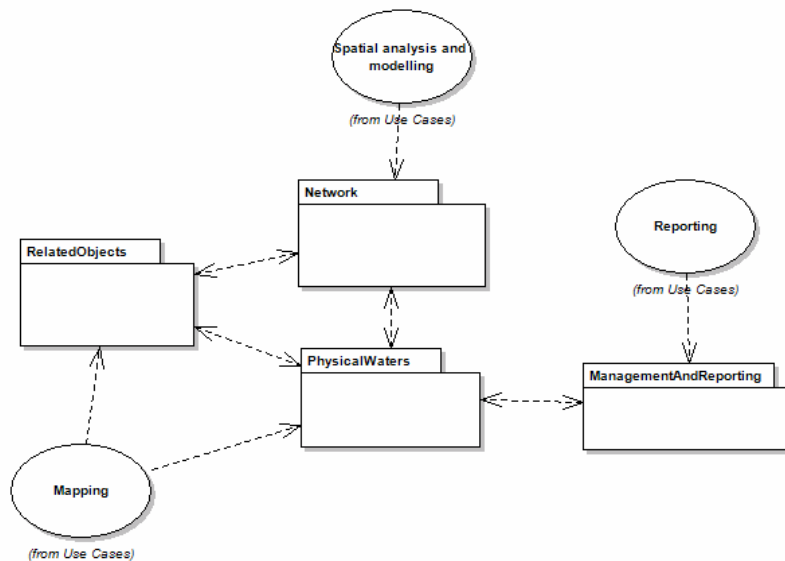 Spatial analysis and
modelling
(from Use Cases)
Network
Reporting
(from Use Cases)
RelatedObjects
PhysicalWaters
ManagementAndReporting
Mapping
(from Use Cases)